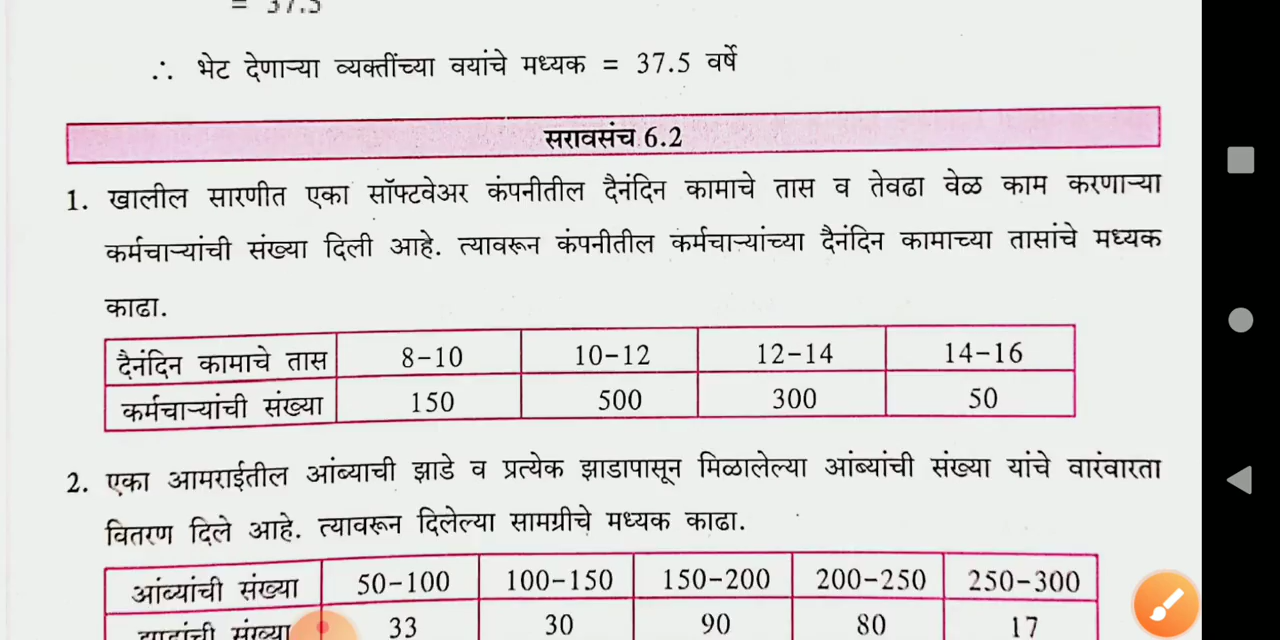 = 37.5
∴ भेट देणाऱ्या व्यक्तींच्या वयांचे मध्यक = 37.5 वर्षे
सरावसंच 6.2
1. खालील सारणीत एका सॉफ्टवेअर कंपनीतील दैनंदिन कामाचे तास व तेवढा वेळ काम करणाऱ्या
कर्मचाऱ्यांची संख्या दिली आहे. त्यावरून कंपनीतील कर्मचाऱ्यांच्या दैनंदिन कामाच्या तासांचे मध्यक
काढा.
दैनंदिन कामाचे तास 8-10 10-12 12-14 14-16
कर्मचाऱ्यांची संख्या 150 500 300 50
2. एका आमराईतील आंब्याची झाडे व प्रत्येक झाडापासून मिळालेल्या आंब्यांची संख्या यांचे वारंवारता
वितरण दिले आहे. त्यावरून दिलेल्या सामग्रीचे मध्यक काढा.
आंब्यांची संख्या 50-100 100-150 150-200 200-250 250-300
झाडांची संख्या 33 30 90 80 17